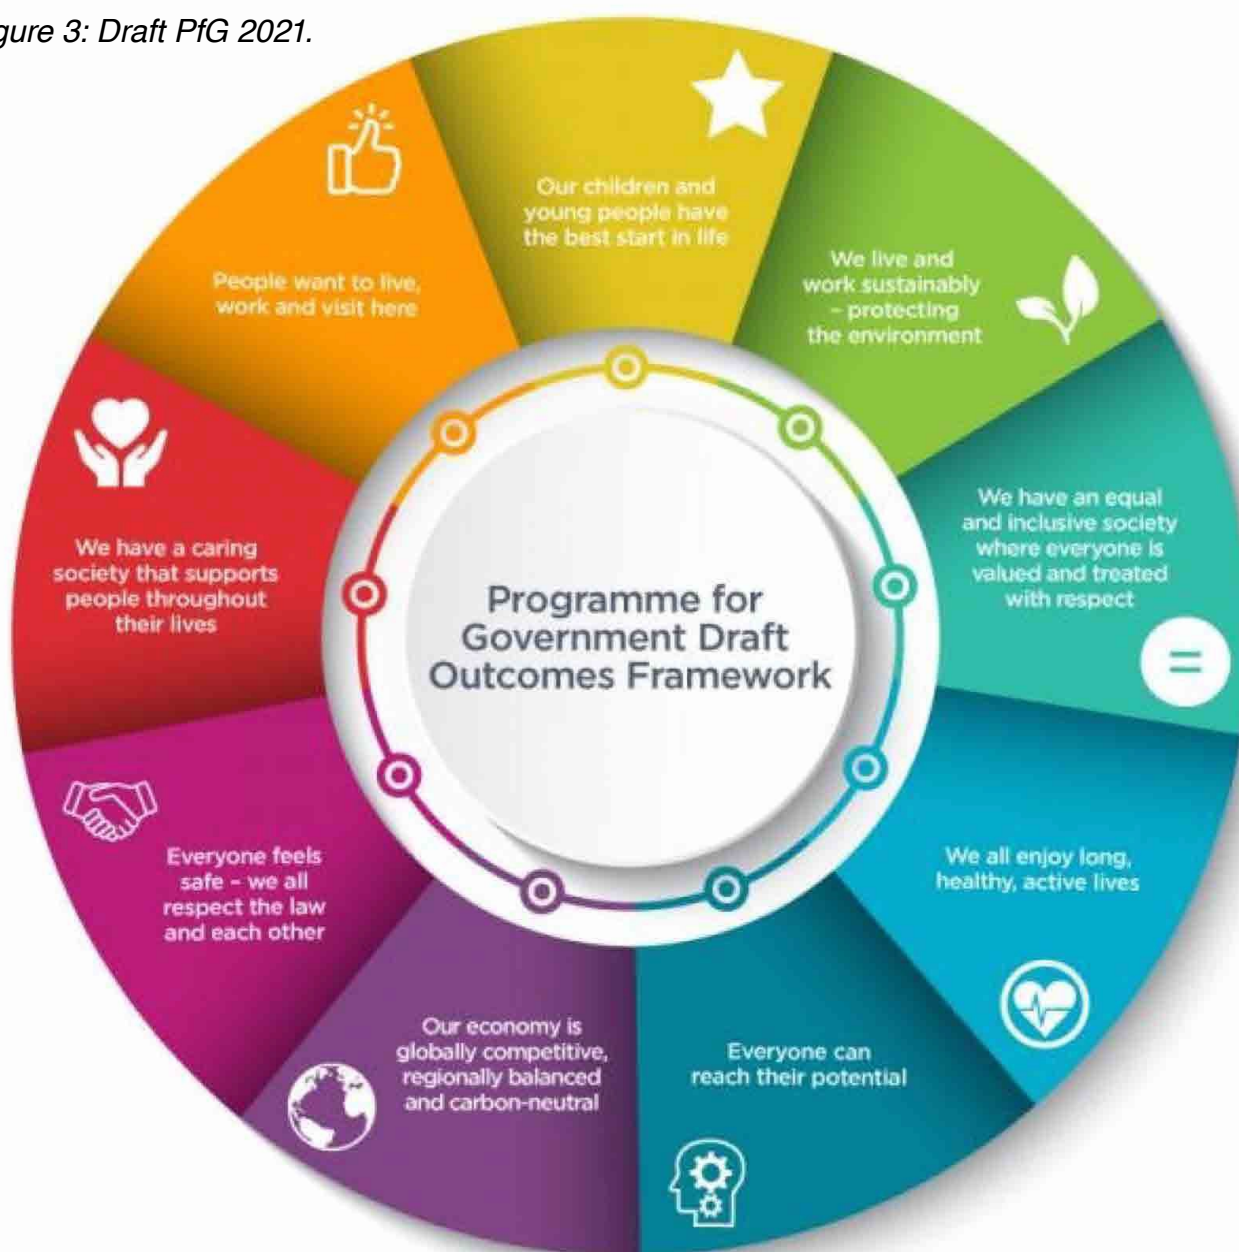 gure 3: Draft PfG 2021.
Our children and
young people have
the best start in life
We live and
work sustainably
– protecting
the environment
We have an equal
and inclusive society
where everyone is
valued and treated
with respect
We all enjoy long,
healthy, active lives
Everyone can
reach their potential
Our economy is
globally competitive,
regionally balanced
and carbon-neutral
Everyone feels
safe – we all
respect the law
and each other
We have a caring
society that supports
people throughout
their lives
People want to live,
work and visit here
Programme for
Government Draft
Outcomes Framework
=